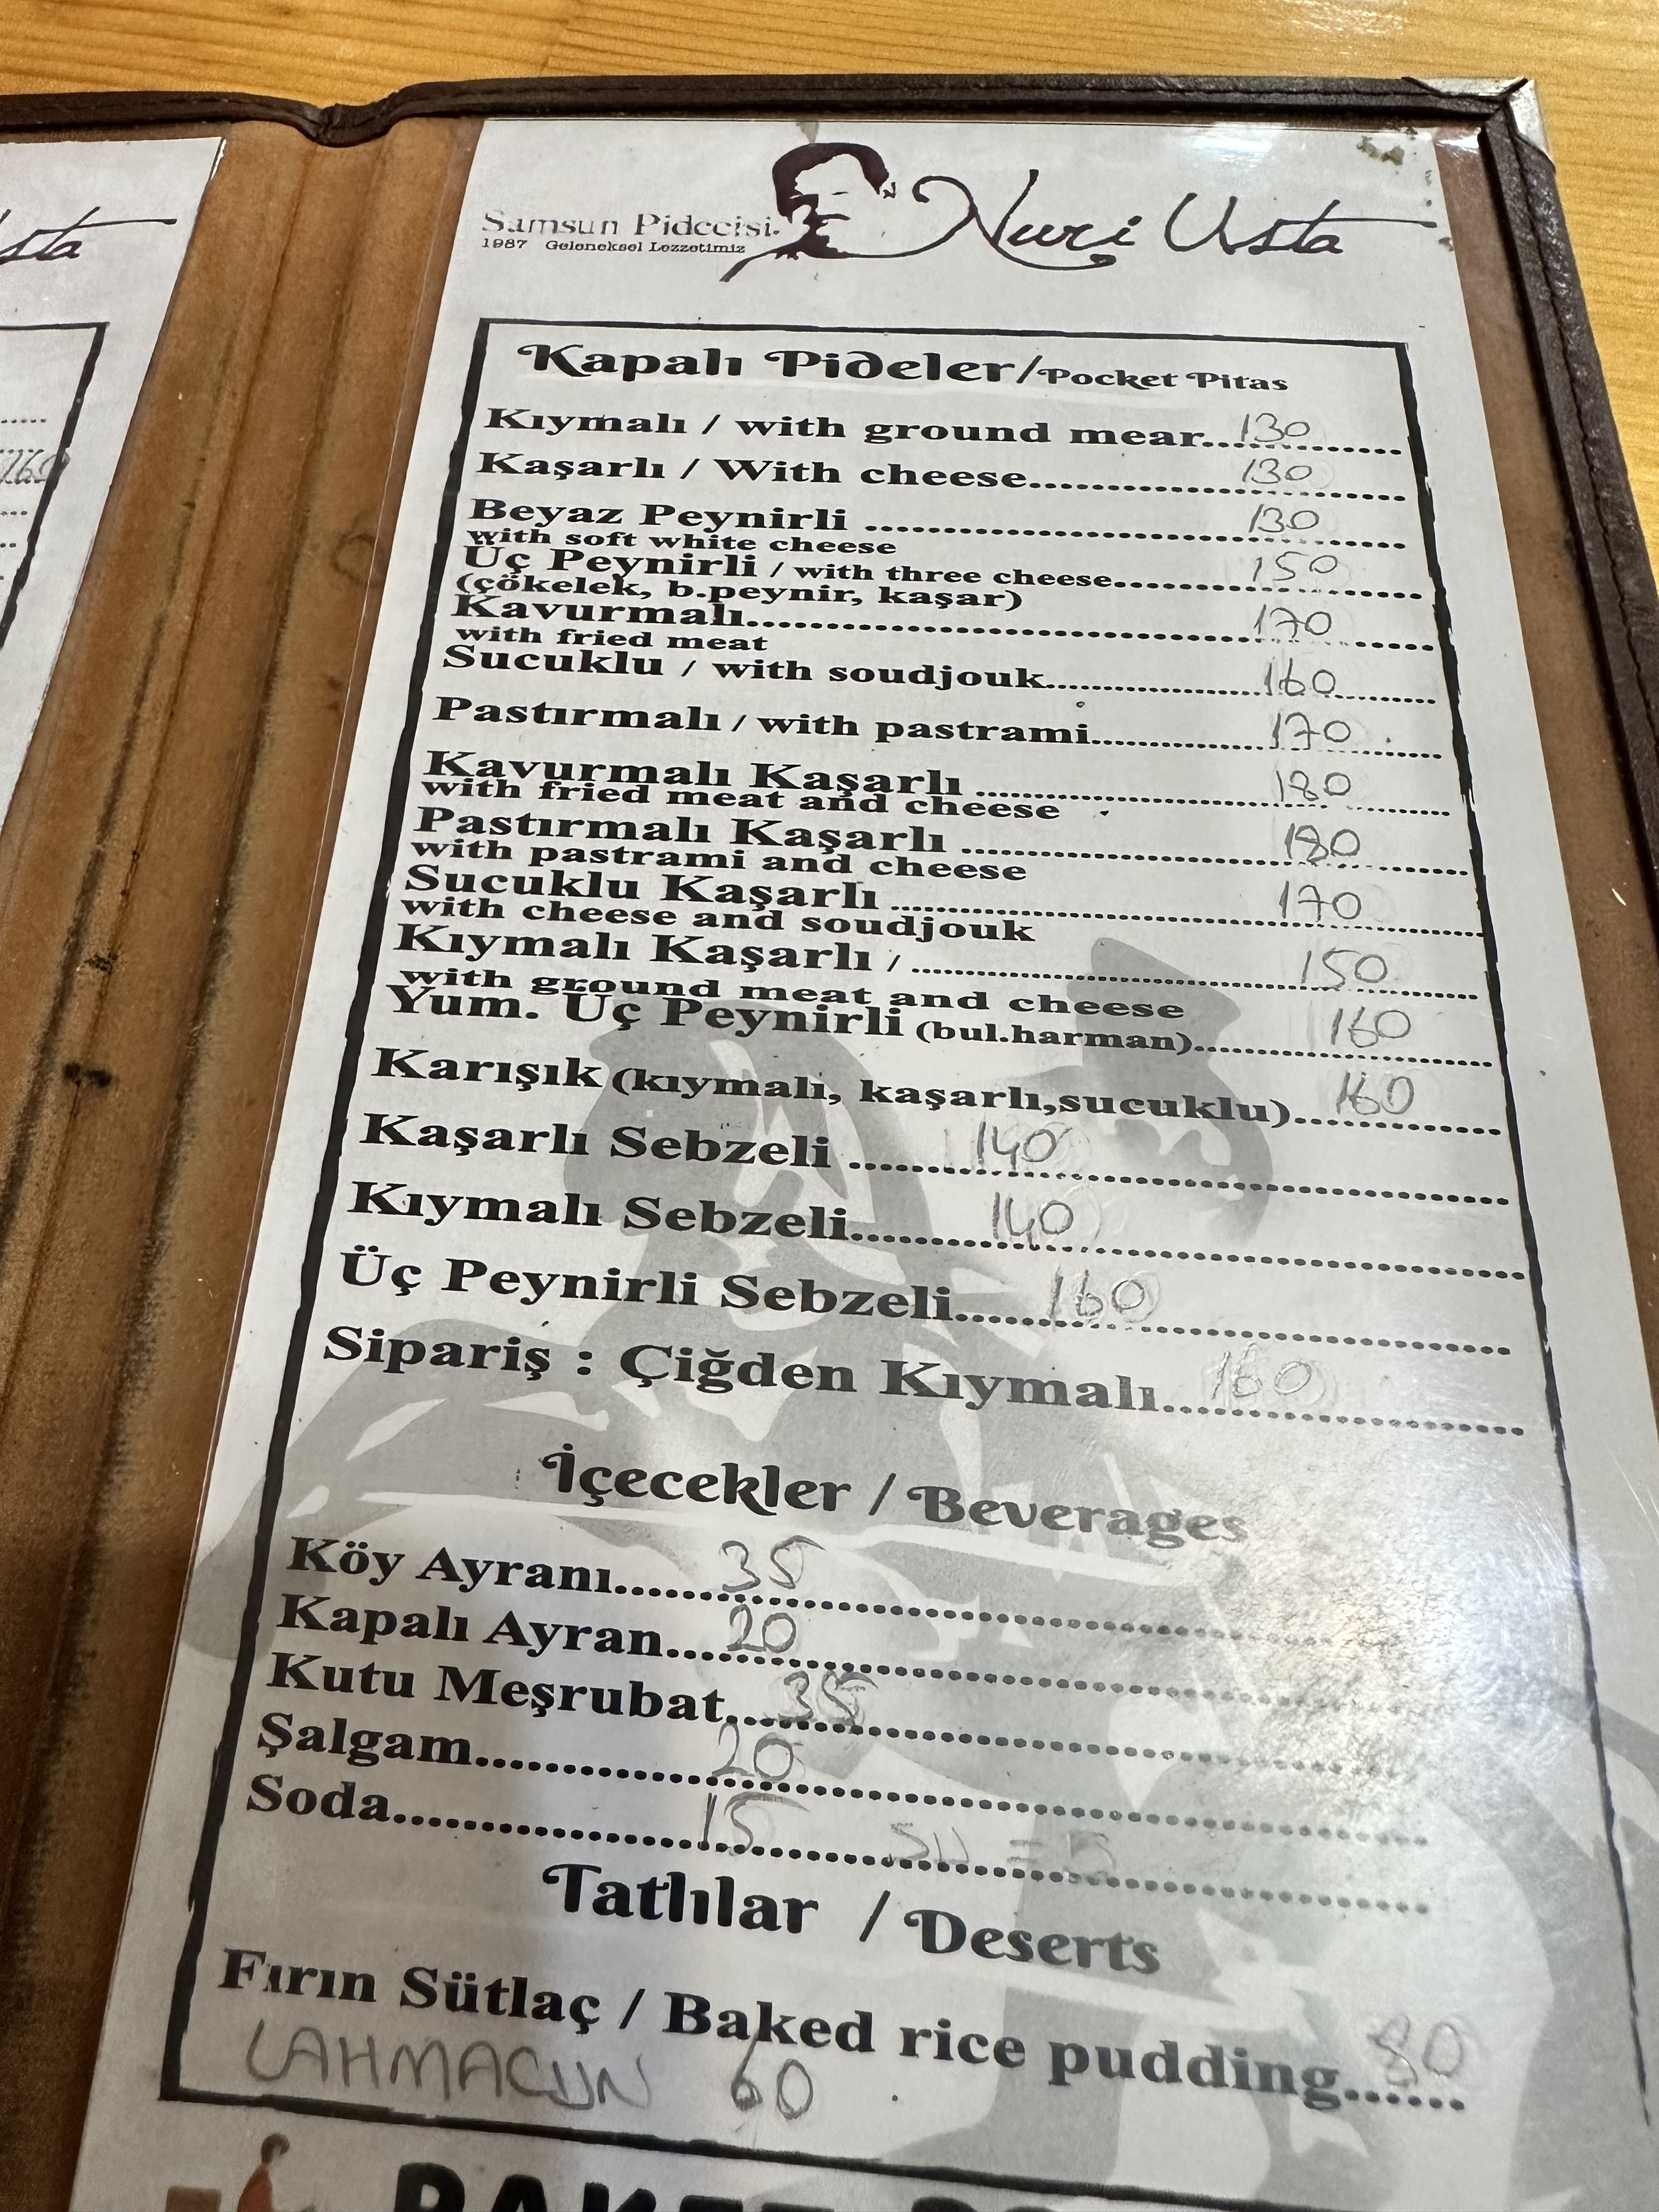 usta
160
Samsun Pidecisi
1987 Geleneksel Lezzetimiz
Nuri Usta
Kapalı Pideler/Pocket Pitas
Kıymalı / with ground mear 130
Kaşarlı / With cheese 130
Beyaz Peynirli 130
with soft white cheese
Üç Peynirli / with three cheese 150
(çökelek, b.peynir, kaşar)
Kavurmalı 170
with fried meat
Sucuklu / with soudjouk 160
Pastırmalı / with pastrami 170
Kavurmalı Kaşarlı 180
with fried meat and cheese
Pastırmalı Kaşarlı 180
with pastrami and cheese
Sucuklu Kaşarlı 170
with cheese and soudjouk
Kıymalı Kaşarlı / 150
with ground meat and cheese
Yum. Üç Peynirli (bul.harman) 160
Karışık (kıymalı, kaşarlı,sucuklu) 160
Kaşarlı Sebzeli 140
Kıymalı Sebzeli 140
Üç Peynirli Sebzeli 160
Sipariş : Çiğden Kıymalı 160
İçecekler / Beverages
Köy Ayranı 35
Kapalı Ayran 20
Kutu Meşrubat 35
Şalgam 20
Soda 15 SU = 5
Tatlılar / Deserts
Fırın Sütlaç / Baked rice pudding 80
LAHMACUN 60
PAKET